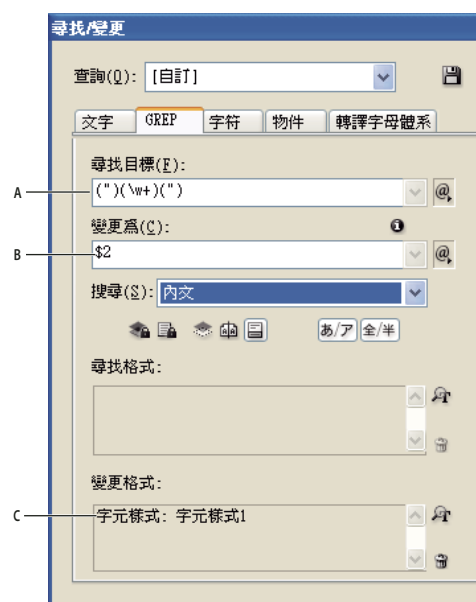 尋找/變更
查詢(Q): [自訂]
文字 GREP 字符 物件 轉譯字母體系
尋找目標(F):
A (")(\w+)(") @
變更為(C):
B $2 @
搜尋(S): 內文
あ/ア 全/半
尋找格式:
變更格式:
C 字元樣式: 字元樣式1